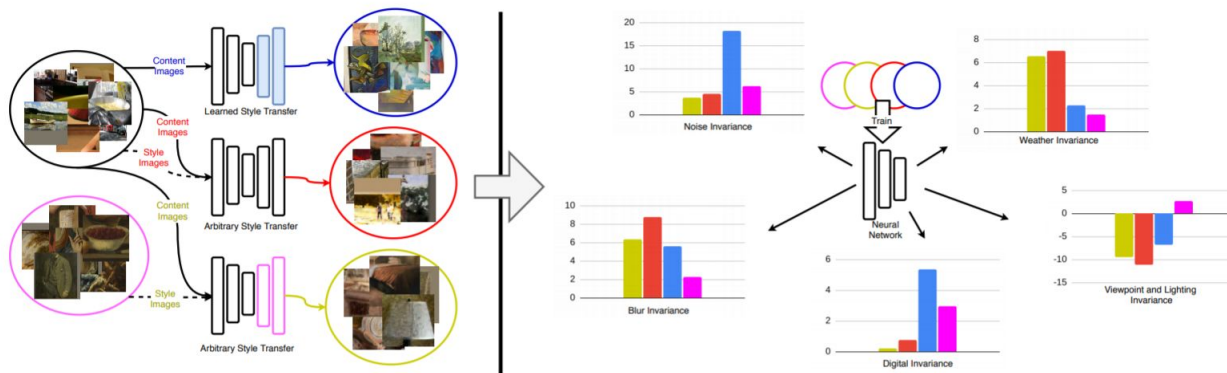 Content
Images
Learned Style Transfer
Content
Images
Style
Images
Arbitrary Style Transfer
Content
Images
Style
Images
Arbitrary Style Transfer
20
15
10
5
0
Noise Invariance
Train
Neural
Network
8
6
4
2
0
Weather Invariance
10
8
6
4
2
0
Blur Invariance
6
4
2
0
Digital Invariance
5
0
-5
-10
-15
Viewpoint and Lighting
Invariance